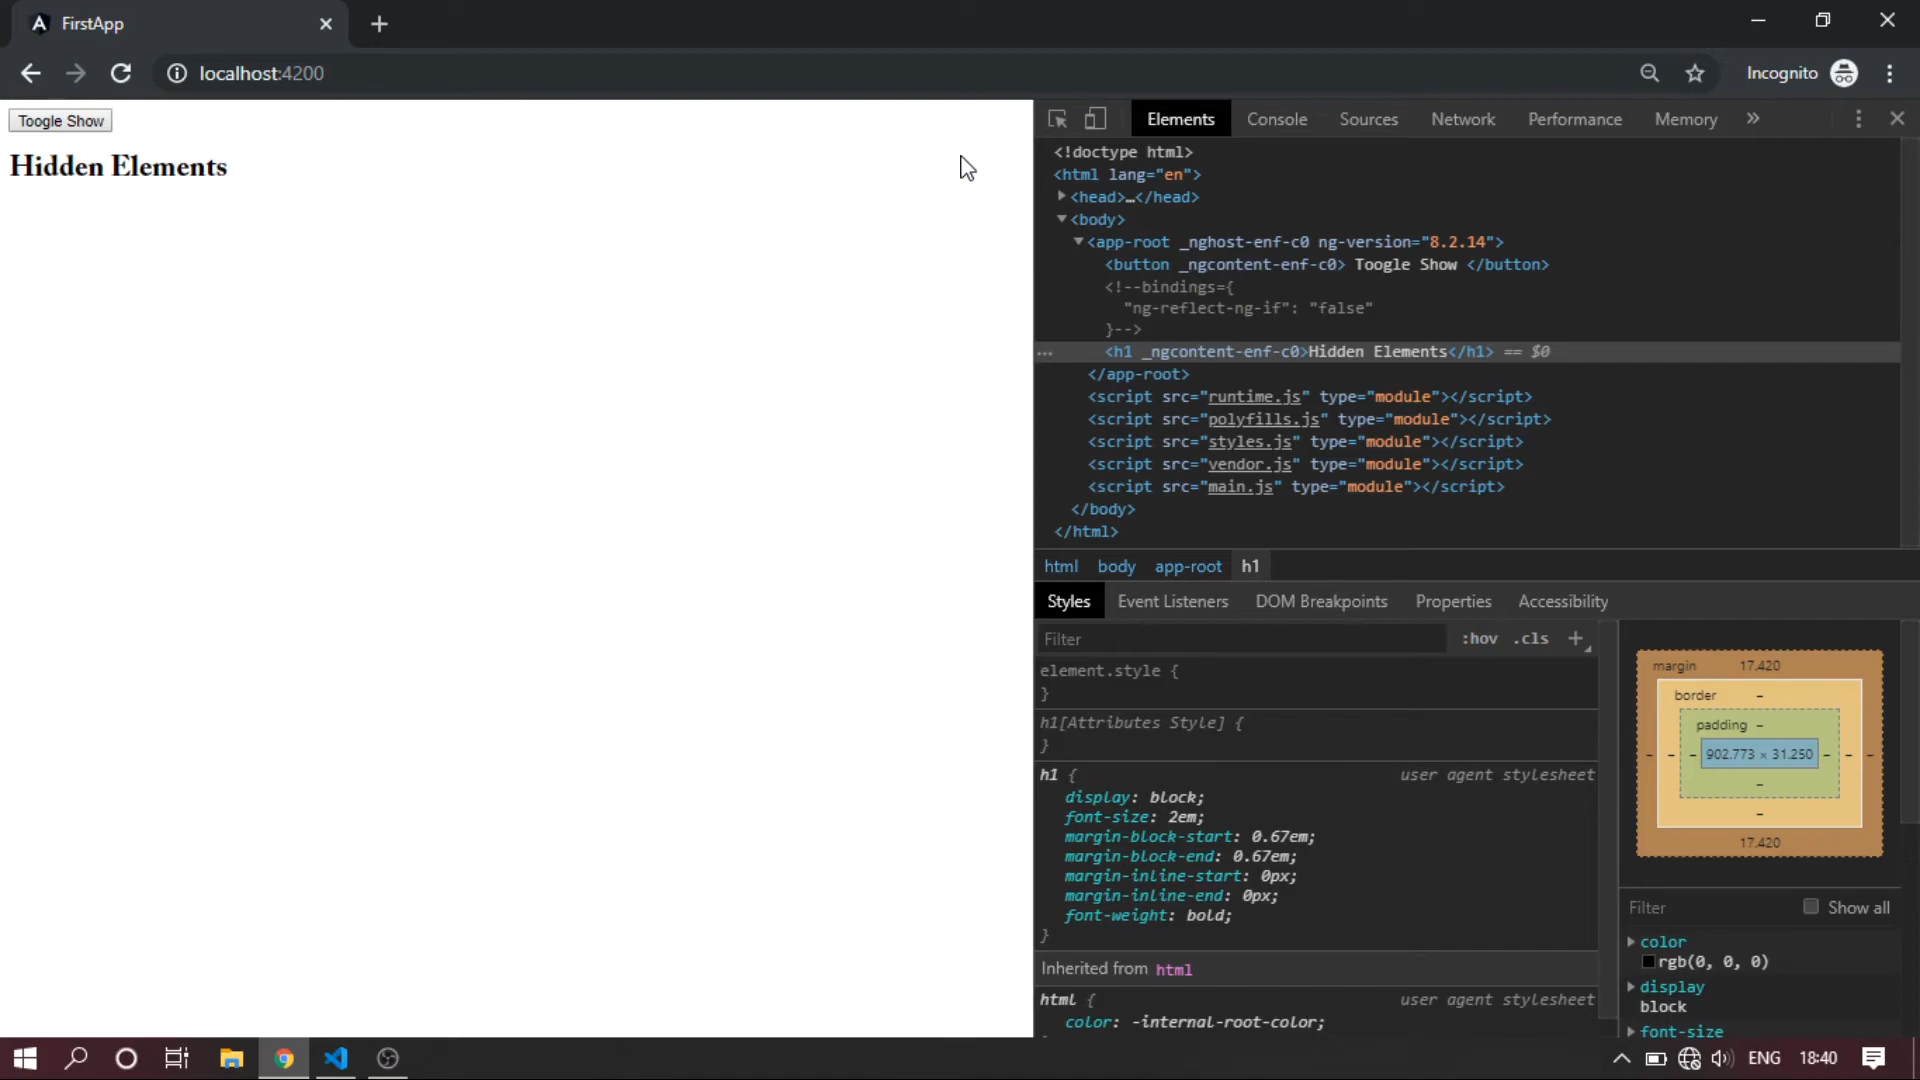 FirstApp
localhost:4200
Incognito
Toogle Show
Hidden Elements
Elements Console Sources Network Performance Memory »
<!doctype html>
<html lang="en">
<head>…</head>
<body>
<app-root _nghost-enf-c0 ng-version="8.2.14">
<button _ngcontent-enf-c0> Toogle Show </button>
<!--bindings={
"ng-reflect-ng-if": "false"
}-->
<h1 _ngcontent-enf-c0>Hidden Elements</h1> == $0
</app-root>
<script src="runtime.js" type="module"></script>
<script src="polyfills.js" type="module"></script>
<script src="styles.js" type="module"></script>
<script src="vendor.js" type="module"></script>
<script src="main.js" type="module"></script>
</body>
</html>
html body app-root h1
Styles Event Listeners DOM Breakpoints Properties Accessibility
Filter :hov .cls +
element.style {
}
h1[Attributes Style] {
}
h1 { user agent stylesheet
display: block;
font-size: 2em;
margin-block-start: 0.67em;
margin-block-end: 0.67em;
margin-inline-start: 0px;
margin-inline-end: 0px;
font-weight: bold;
}
Inherited from html
html { user agent stylesheet
color: -internal-root-color;
margin 17.420
border –
padding –
902.773 × 31.250
–
–
17.420
Filter Show all
color
rgb(0, 0, 0)
display
block
font-size
ENG 18:40